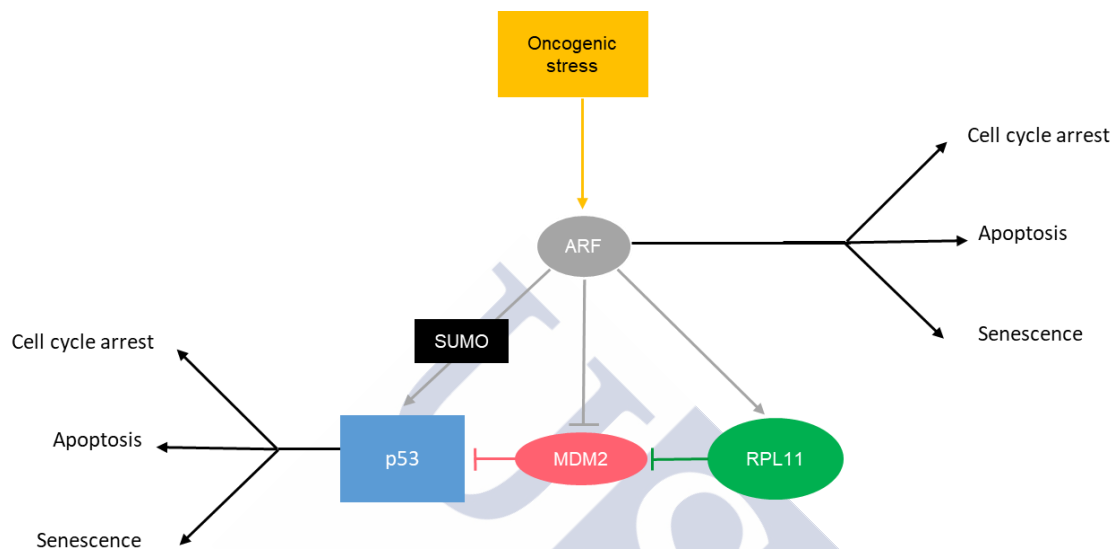 Oncogenic
stress
Cell cycle arrest
ARF
Apoptosis
SUMO
Senescence
Cell cycle arrest
Apoptosis
p53
MDM2
RPL11
Senescence